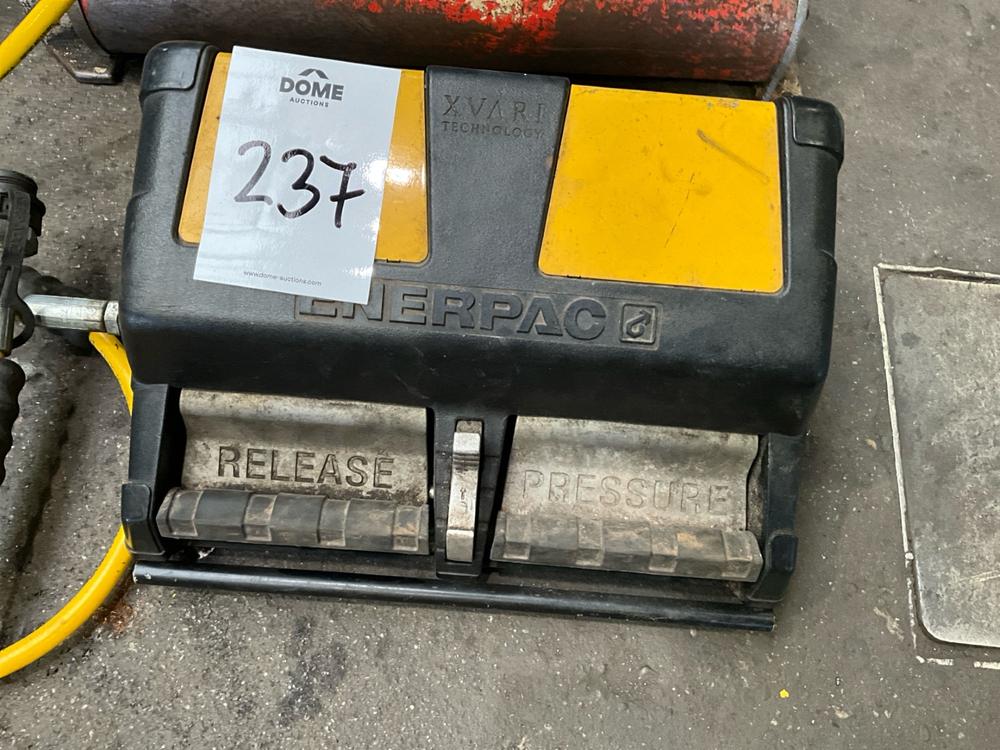 DOME
AUCTIONS
237
www.dome-auctions.com
XVARI
TECHNOLOGY
ENERPAC
RELEASE
PRESSURE